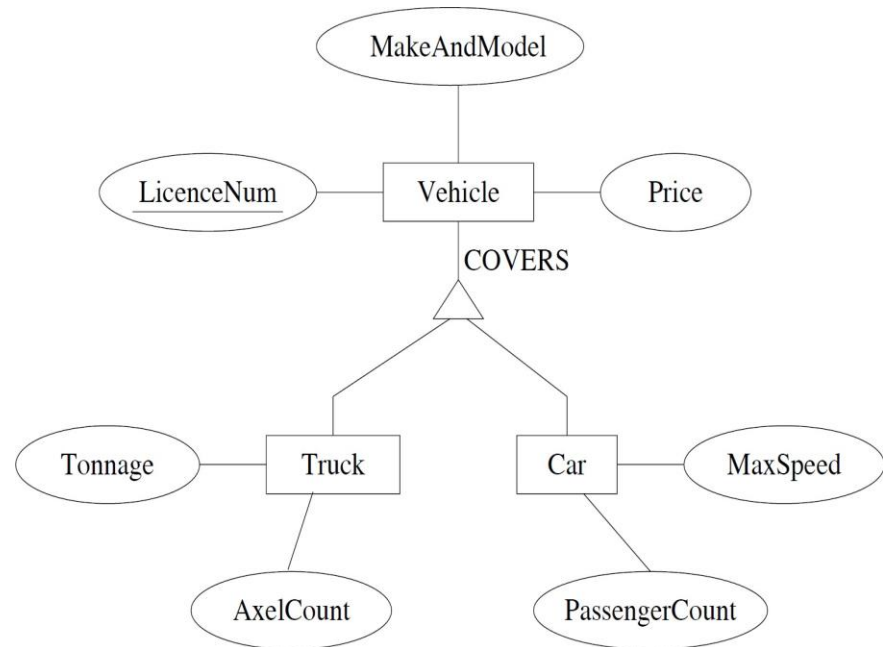 MakeAndModel
LicenceNum
Vehicle
Price
COVERS
Tonnage
Truck
Car
MaxSpeed
AxelCount
PassengerCount